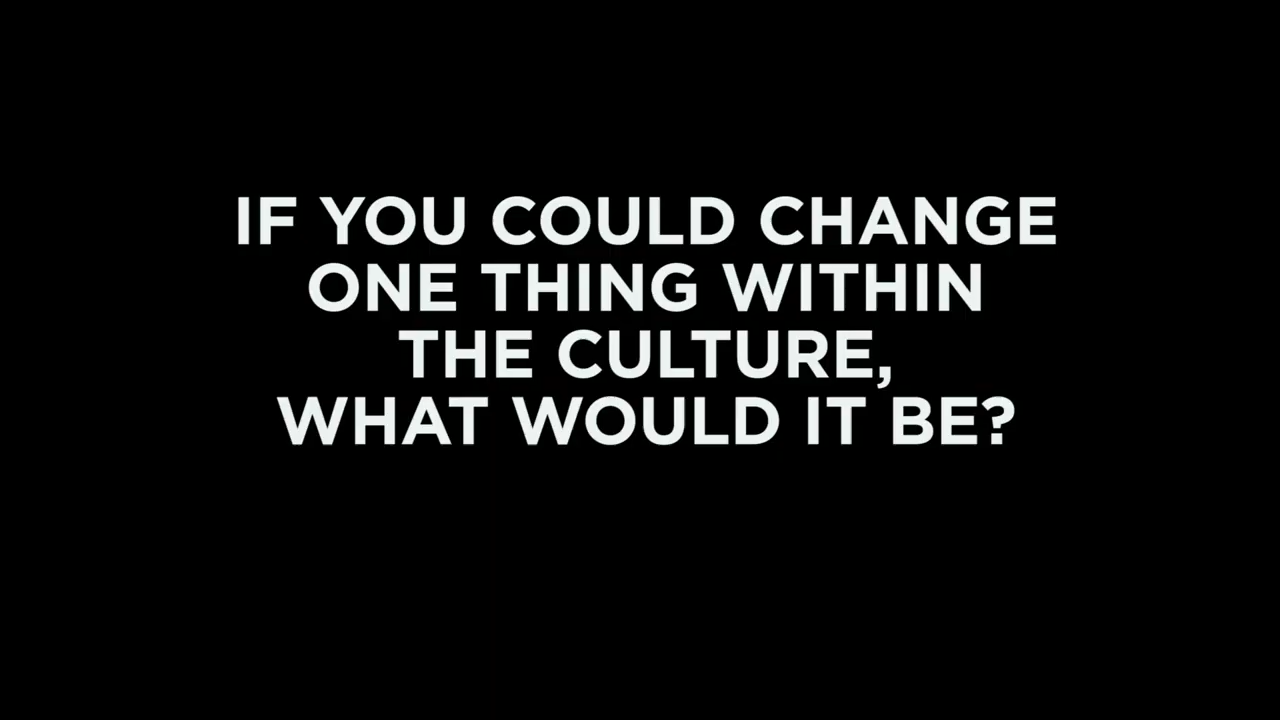 IF YOU COULD CHANGE
ONE THING WITHIN
THE CULTURE,
WHAT WOULD IT BE?